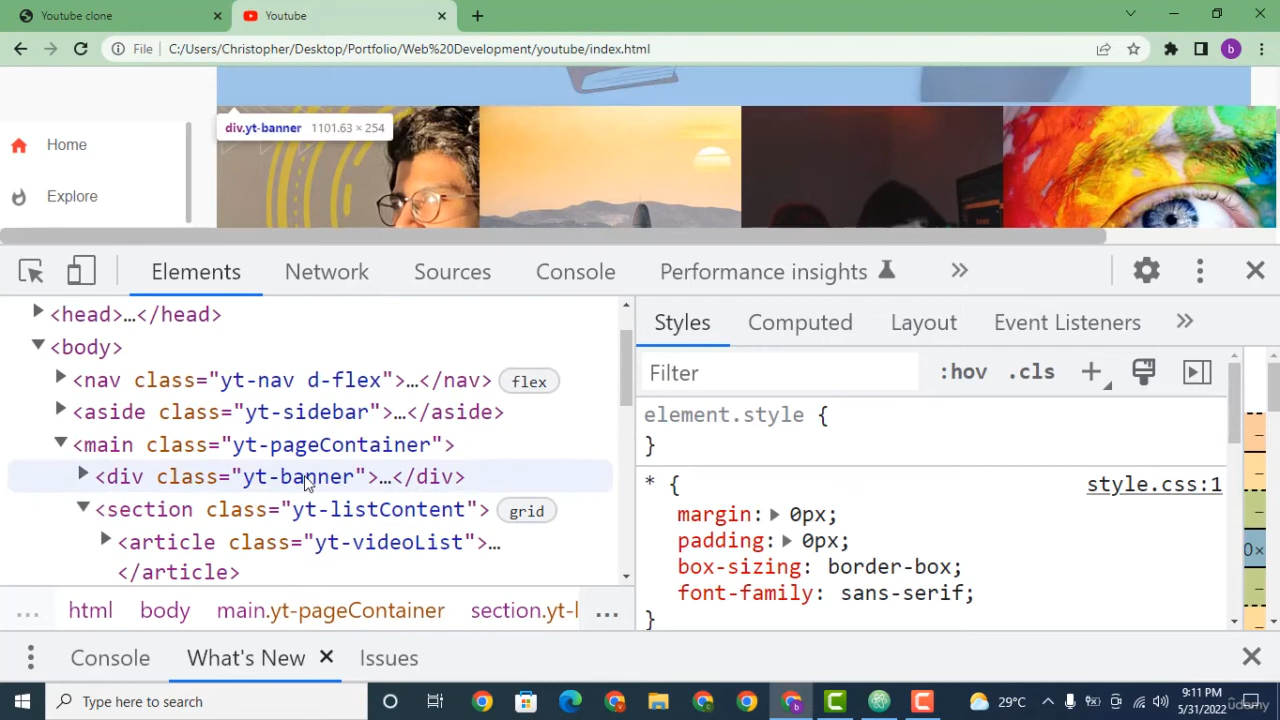 Youtube clone
Youtube
File
C:/Users/Christopher/Desktop/Portfolio/Web%20Development/youtube/index.html
b
div.yt-banner 1101.63 × 254
Home
Explore
Elements Network Sources Console Performance insights
<head>…</head>
<body>
<nav class="yt-nav d-flex">…</nav> flex
<aside class="yt-sidebar">…</aside>
<main class="yt-pageContainer">
<div class="yt-banner">…</div>
<section class="yt-listContent"> grid
<article class="yt-videoList">…
</article>
... html body main.yt-pageContainer section.yt-l ...
Styles Computed Layout Event Listeners
Filter :hov .cls
element.style {
}
* { style.css:1
margin: 0px;
padding: 0px;
box-sizing: border-box;
font-family: sans-serif;
}
0×
Console What's New Issues
Type here to search
29°C
9:11 PM
5/31/2022
udemy